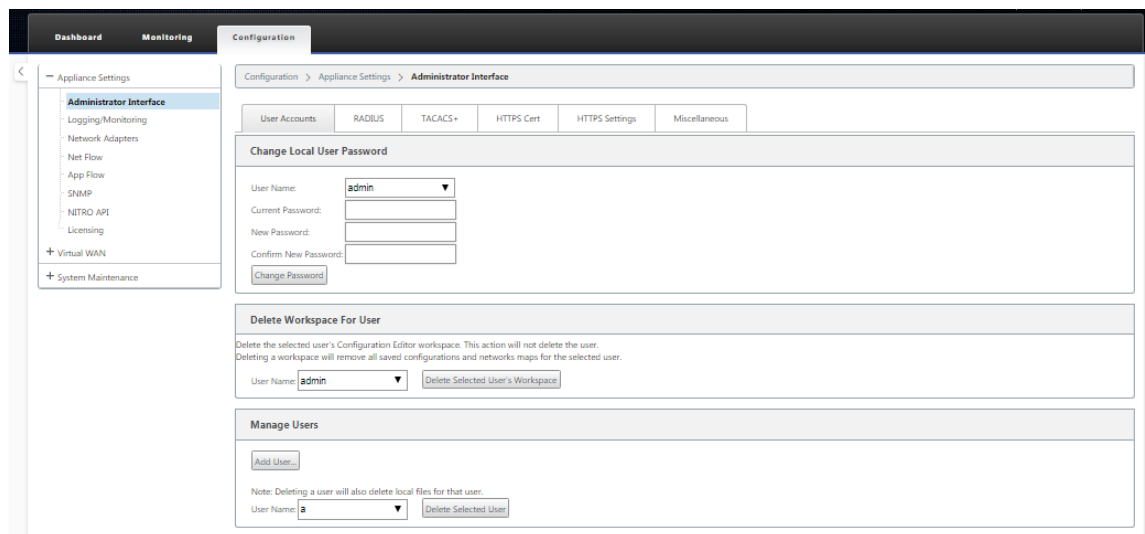 Dashboard Monitoring Configuration
Appliance Settings
Administrator Interface
Logging/Monitoring
Network Adapters
Net Flow
App Flow
SNMP
NITRO API
Licensing
Virtual WAN
System Maintenance
Configuration > Appliance Settings > Administrator Interface
User Accounts RADIUS TACACS+ HTTPS Cert HTTPS Settings Miscellaneous
Change Local User Password
User Name: admin
Current Password:
New Password:
Confirm New Password:
Change Password
Delete Workspace For User
Delete the selected user's Configuration Editor workspace. This action will not delete the user.
Deleting a workspace will remove all saved configurations and networks maps for the selected user.
User Name: admin Delete Selected User's Workspace
Manage Users
Add User...
Note: Deleting a user will also delete local files for that user.
User Name: a Delete Selected User